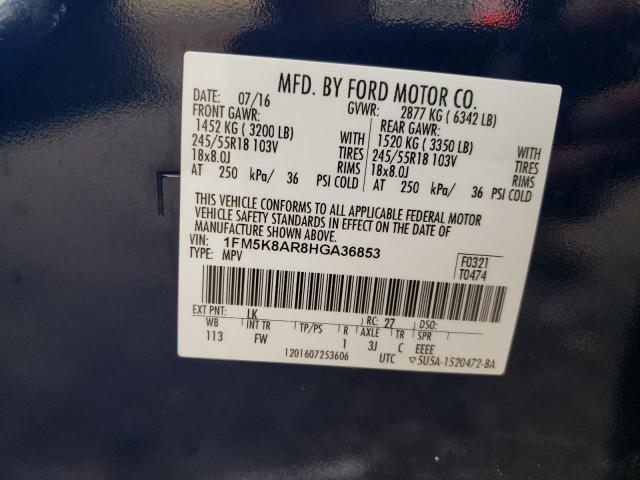 MFD. BY FORD MOTOR CO.
DATE: 07/16 GVWR: 2877 KG ( 6342 LB)
FRONT GAWR: REAR GAWR:
1452 KG ( 3200 LB) WITH 1520 KG ( 3350 LB) WITH
245/55R18 103V TIRES 245/55R18 103V TIRES
18x8.0J RIMS 18x8.0J RIMS
AT 250 kPa/ 36 PSI COLD AT 250 kPa/ 36 PSI COLD
THIS VEHICLE CONFORMS TO ALL APPLICABLE FEDERAL MOTOR
VEHICLE SAFETY STANDARDS IN EFFECT ON THE DATE OF
MANUFACTURE SHOWN ABOVE.
VIN: 1FM5K8AR8HGA36853
TYPE: MPV
F0321
T0474
EXT PNT: LK RC: 27 DSO:
WB INT TR TP/PS R AXLE TR SPR
113 FW 1 3J C EEEE
1201607253606 UTC ▽5U5A-1520472-BA